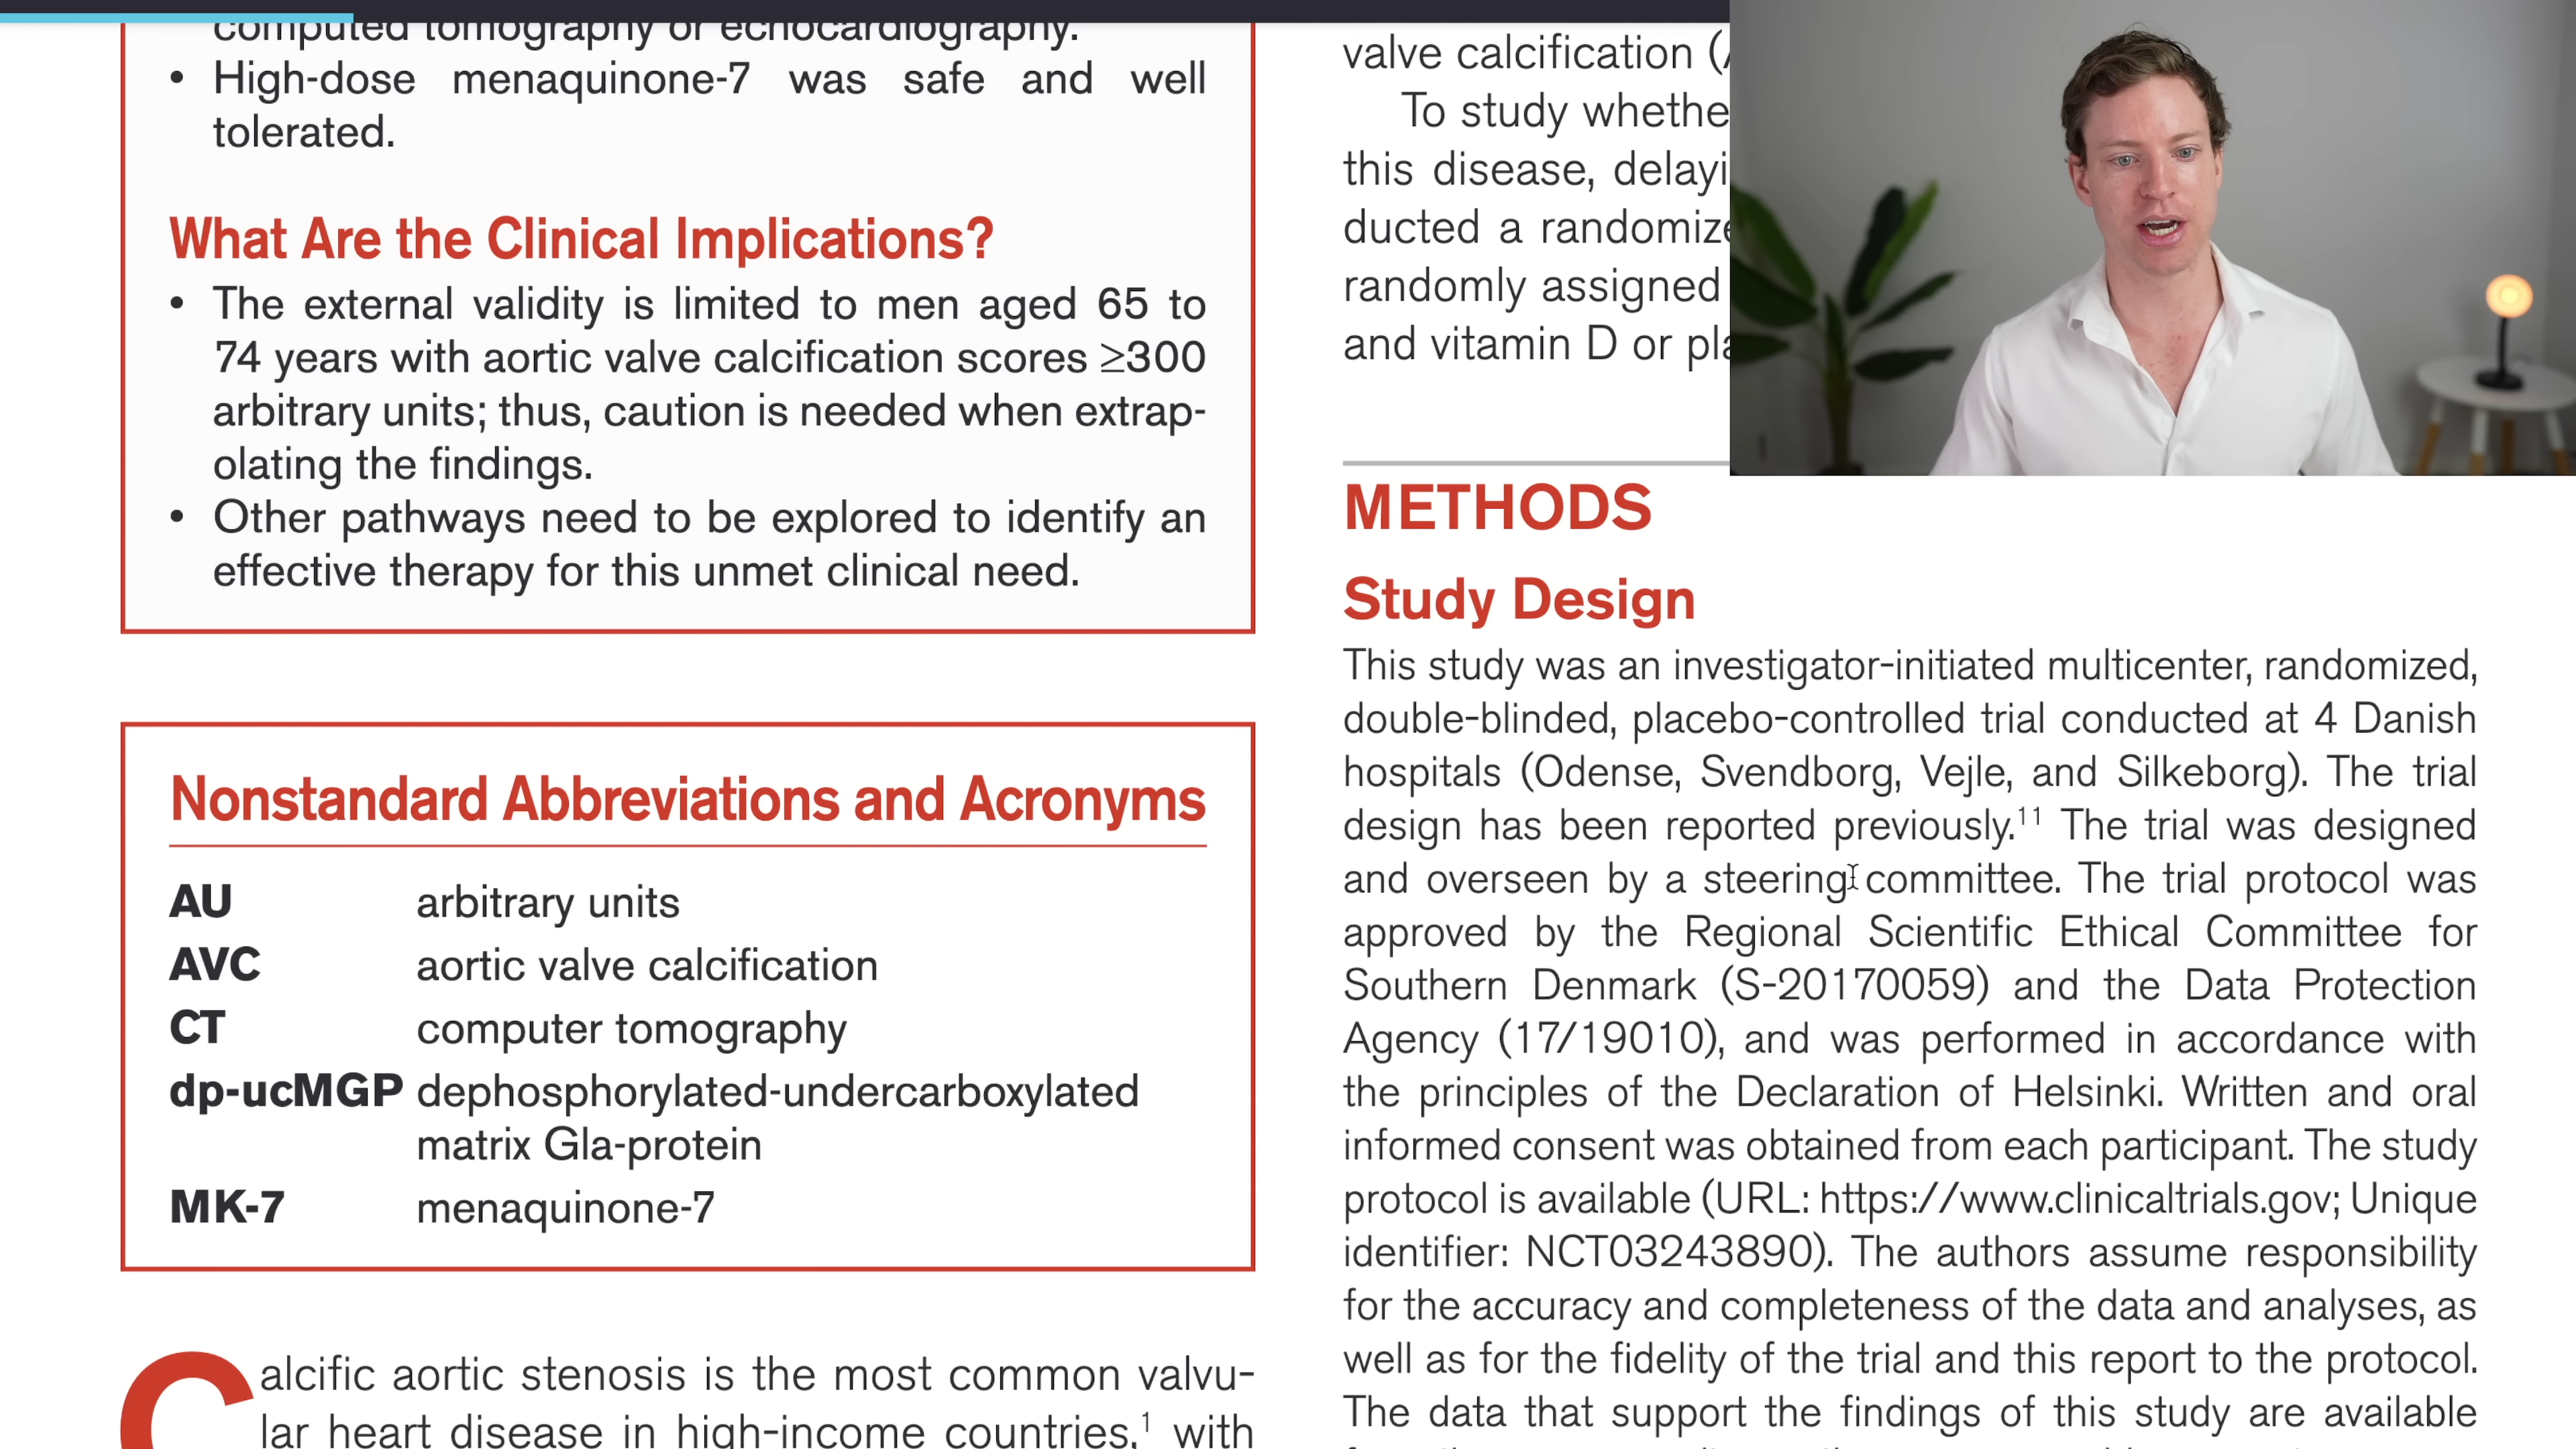 computed tomography or echocardiography.
• High-dose menaquinone-7 was safe and well
tolerated.
What Are the Clinical Implications?
• The external validity is limited to men aged 65 to
74 years with aortic valve calcification scores ≥300
arbitrary units; thus, caution is needed when extrap-
olating the findings.
• Other pathways need to be explored to identify an
effective therapy for this unmet clinical need.
Nonstandard Abbreviations and Acronyms
AU arbitrary units
AVC aortic valve calcification
CT computer tomography
dp-ucMGP dephosphorylated-undercarboxylated
matrix Gla-protein
MK-7 menaquinone-7
Calcific aortic stenosis is the most common valvu-
lar heart disease in high-income countries,¹ with
valve calcification (
To study whethe
this disease, delayi
ducted a randomize
randomly assigned
and vitamin D or pla
METHODS
Study Design
This study was an investigator-initiated multicenter, randomized,
double-blinded, placebo-controlled trial conducted at 4 Danish
hospitals (Odense, Svendborg, Vejle, and Silkeborg). The trial
design has been reported previously.¹¹ The trial was designed
and overseen by a steering committee. The trial protocol was
approved by the Regional Scientific Ethical Committee for
Southern Denmark (S-20170059) and the Data Protection
Agency (17/19010), and was performed in accordance with
the principles of the Declaration of Helsinki. Written and oral
informed consent was obtained from each participant. The study
protocol is available (URL: https://www.clinicaltrials.gov; Unique
identifier: NCT03243890). The authors assume responsibility
for the accuracy and completeness of the data and analyses, as
well as for the fidelity of the trial and this report to the protocol.
The data that support the findings of this study are available